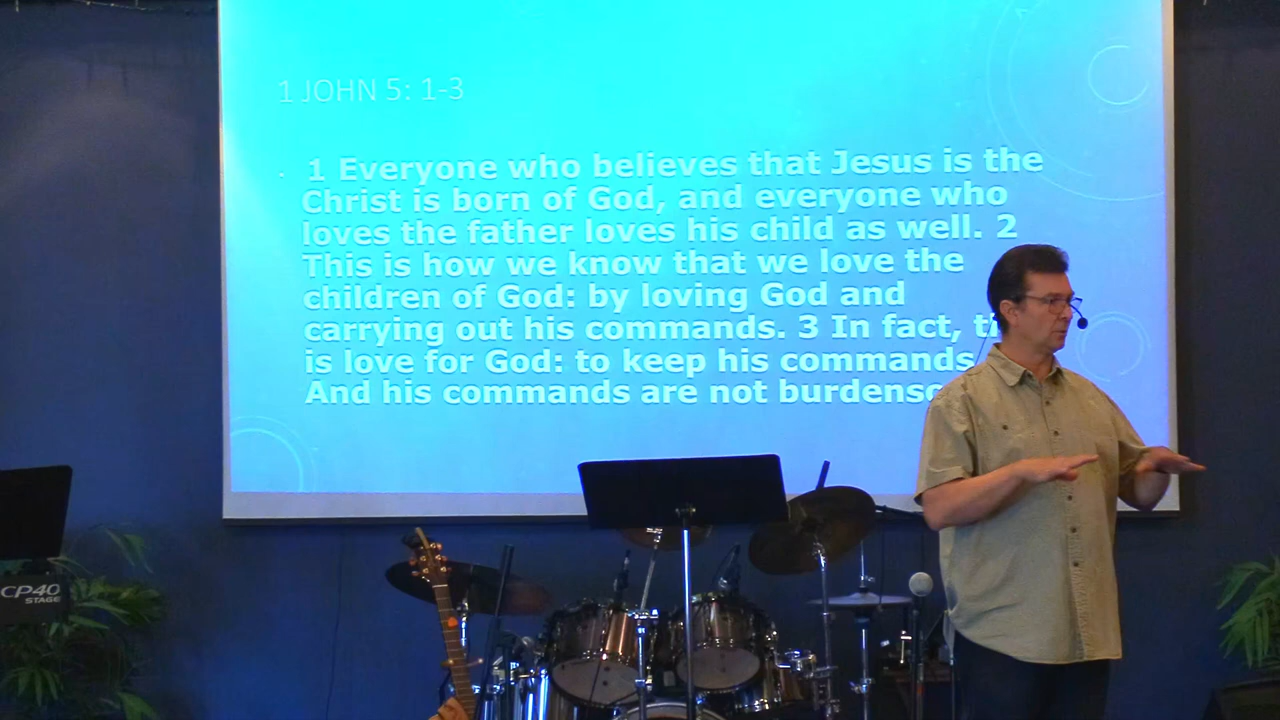 1 JOHN 5: 1-3
1 Everyone who believes that Jesus is the
Christ is born of God, and everyone who
loves the father loves his child as well. 2
This is how we know that we love the
children of God: by loving God and
carrying out his commands. 3 In fact,
is love for God: to keep his commands
And his commands are not
CP40
STAGE